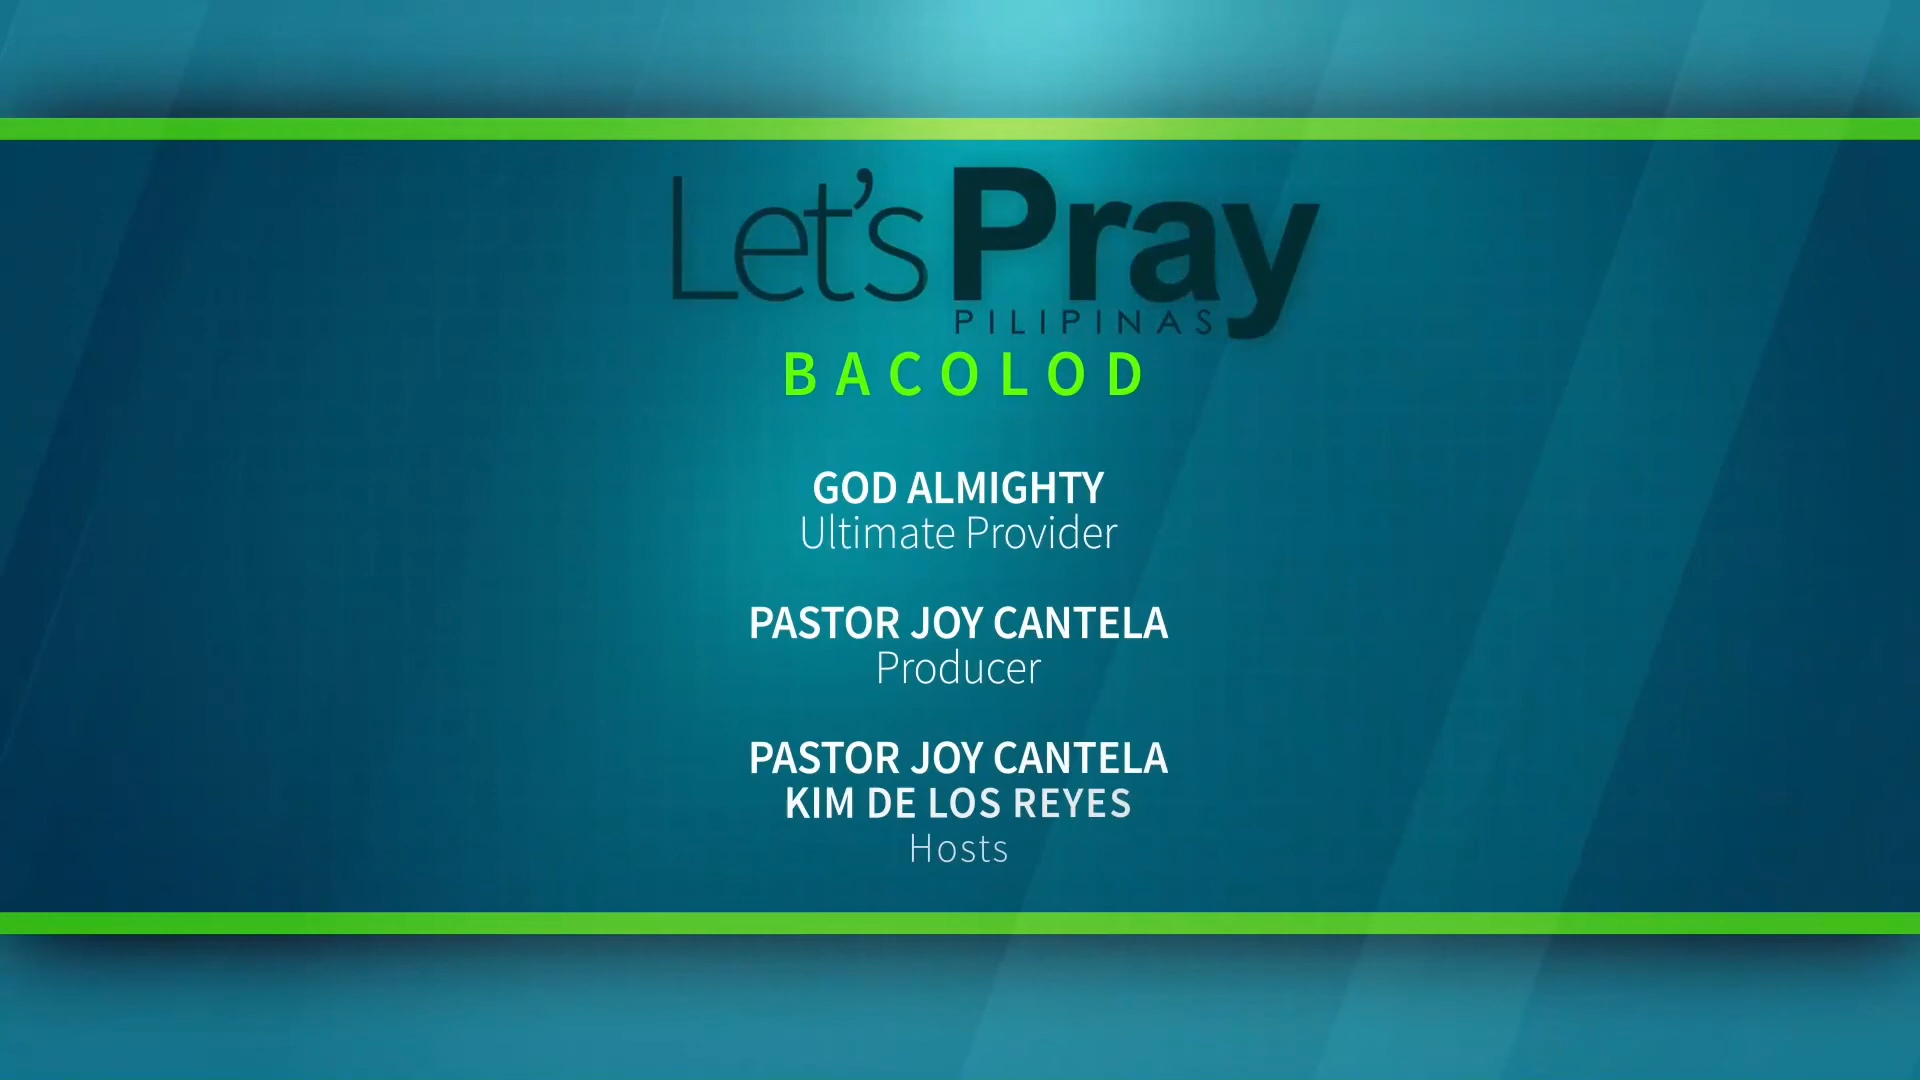 Let's Pray
PILIPINAS
BACOLOD
GOD ALMIGHTY
Ultimate Provider
PASTOR JOY CANTELA
Producer
PASTOR JOY CANTELA
KIM DE LOS REYES
Hosts